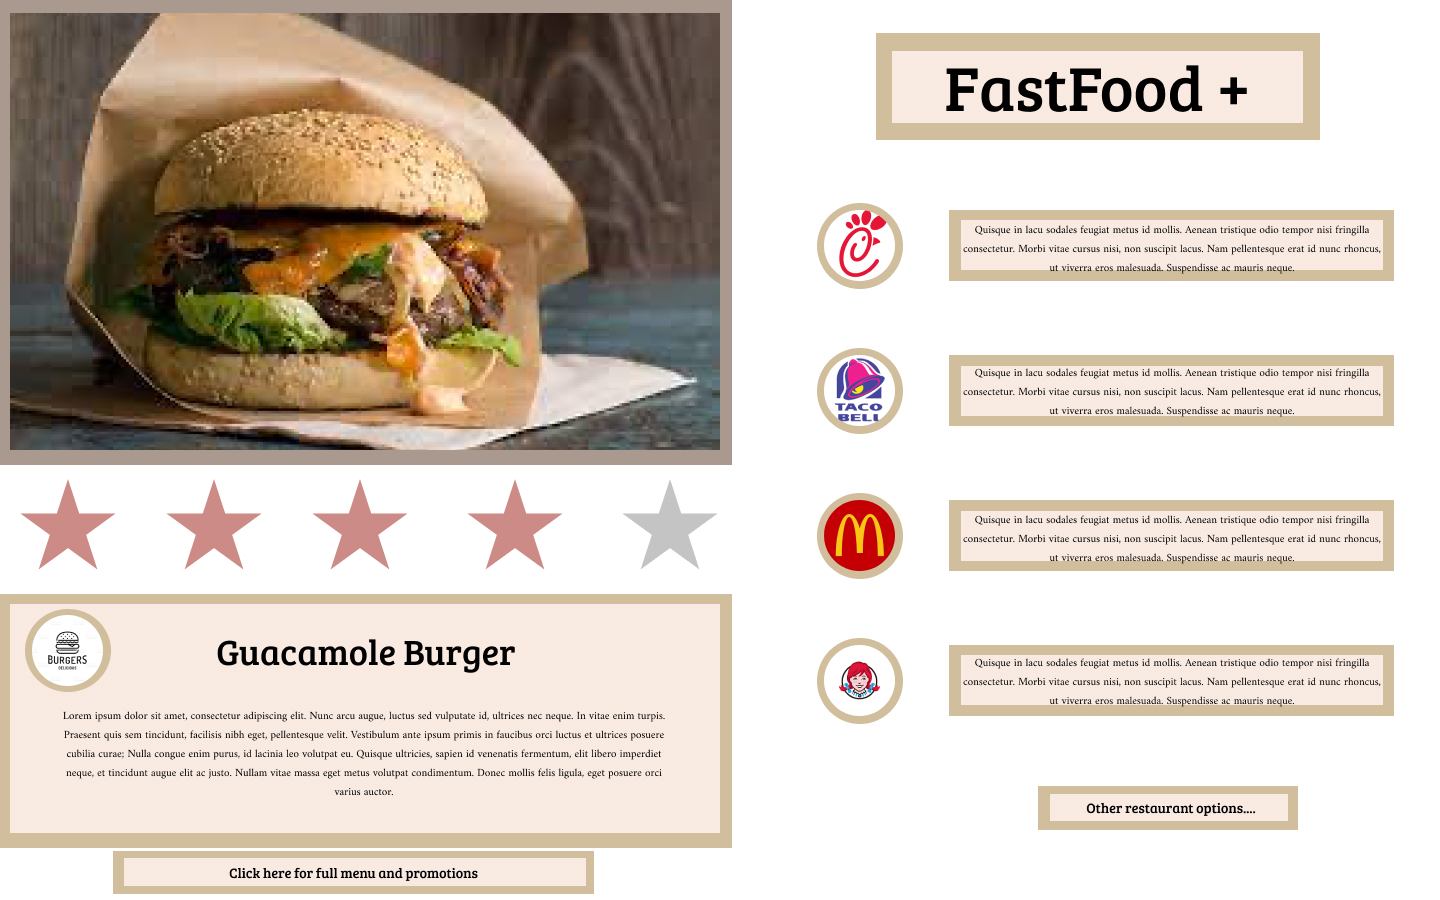 FastFood +
Quisque in lacu sodales feugiat metus id mollis. Aenean tristique odio tempor nisi fringilla
consectetur. Morbi vitae cursus nisi, non suscipit lacus. Nam pellentesque erat id nunc rhoncus,
ut viverra eros malesuada. Suspendisse ac mauris neque.
TACO
BELL
Quisque in lacu sodales feugiat metus id mollis. Aenean tristique odio tempor nisi fringilla
consectetur. Morbi vitae cursus nisi, non suscipit lacus. Nam pellentesque erat id nunc rhoncus,
ut viverra eros malesuada. Suspendisse ac mauris neque.
Quisque in lacu sodales feugiat metus id mollis. Aenean tristique odio tempor nisi fringilla
consectetur. Morbi vitae cursus nisi, non suscipit lacus. Nam pellentesque erat id nunc rhoncus,
ut viverra eros malesuada. Suspendisse ac mauris neque.
Quisque in lacu sodales feugiat metus id mollis. Aenean tristique odio tempor nisi fringilla
consectetur. Morbi vitae cursus nisi, non suscipit lacus. Nam pellentesque erat id nunc rhoncus,
ut viverra eros malesuada. Suspendisse ac mauris neque.
Other restaurant options....
BURGERS
DELICIOUS
Guacamole Burger
Lorem ipsum dolor sit amet, consectetur adipiscing elit. Nunc arcu augue, luctus sed vulputate id, ultrices nec neque. In vitae enim turpis.
Praesent quis sem tincidunt, facilisis nibh eget, pellentesque velit. Vestibulum ante ipsum primis in faucibus orci luctus et ultrices posuere
cubilia curae; Nulla congue enim purus, id lacinia leo volutpat eu. Quisque ultricies, sapien id venenatis fermentum, elit libero imperdiet
neque, et tincidunt augue elit ac justo. Nullam vitae massa eget metus volutpat condimentum. Donec mollis felis ligula, eget posuere orci
varius auctor.
Click here for full menu and promotions